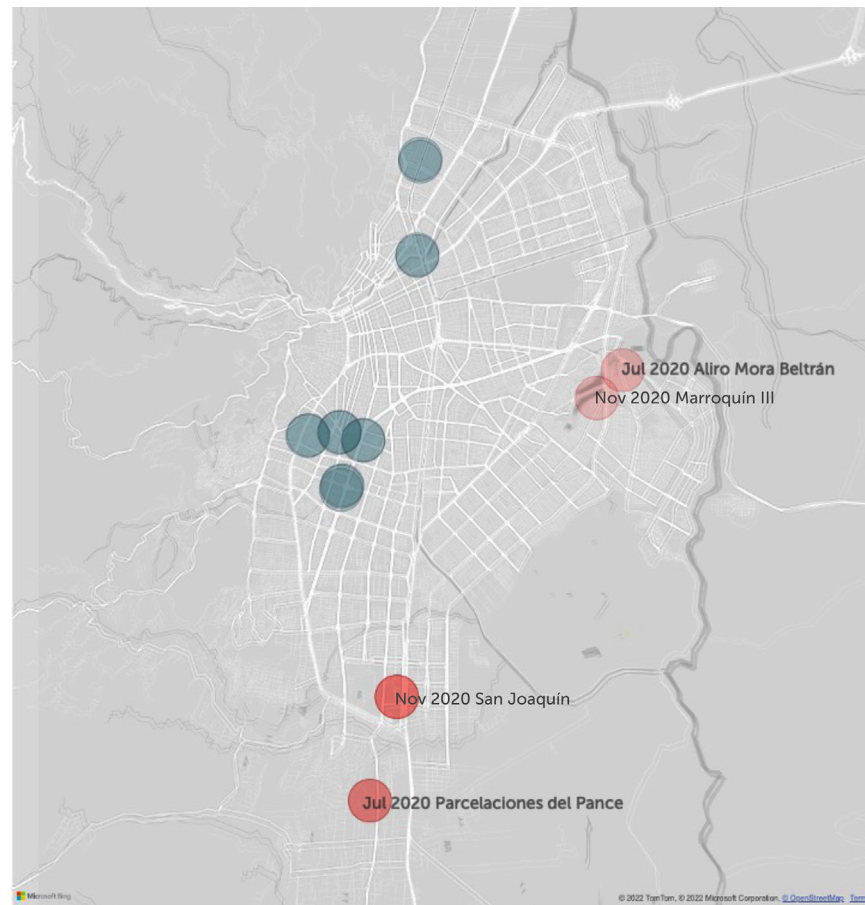 Jul 2020 Aliro Mora Beltrán
Nov 2020 Marroquín III
Nov 2020 San Joaquín
Jul 2020 Parcelaciones del Pance
Microsoft Bing
© 2022 TomTom, © 2022 Microsoft Corporation, © OpenStreetMap Term